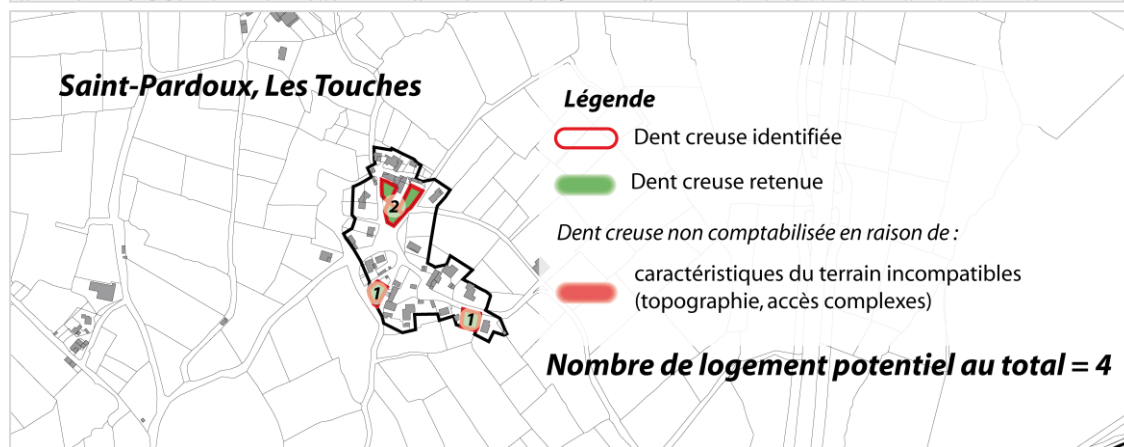 Saint-Pardoux, Les Touches
Légende
Dent creuse identifiée
Dent creuse retenue
Dent creuse non comptabilisée en raison de :
caractéristiques du terrain incompatibles
(topographie, accès complexes)
2
1
1
Nombre de logement potentiel au total = 4